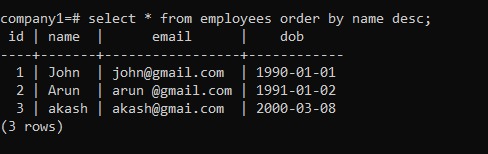 company1=# select * from employees order by name desc;
 id | name  |      email      |    dob
----+-------+-----------------+------------
  1 | John  | john@gmail.com  | 1990-01-01
  2 | Arun  | arun @gmail.com | 1991-01-02
  3 | akash | akash@gmai.com  | 2000-03-08
(3 rows)